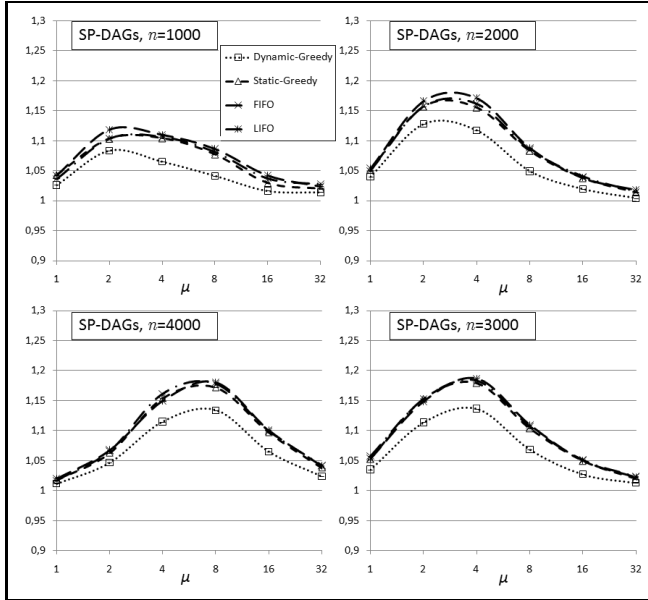 SP-DAGs, n=1000
Dynamic-Greedy
Static-Greedy
FIFO
LIFO
1,3
1,25
1,2
1,15
1,1
1,05
1
0,95
0,9
1 2 4 8 16 32
μ
SP-DAGs, n=2000
1,3
1,25
1,2
1,15
1,1
1,05
1
0,95
0,9
1 2 4 8 16 32
μ
SP-DAGs, n=4000
1,3
1,25
1,2
1,15
1,1
1,05
1
0,95
0,9
1 2 4 8 16 32
μ
SP-DAGs, n=3000
1,3
1,25
1,2
1,15
1,1
1,05
1
0,95
0,9
1 2 4 8 16 32
μ